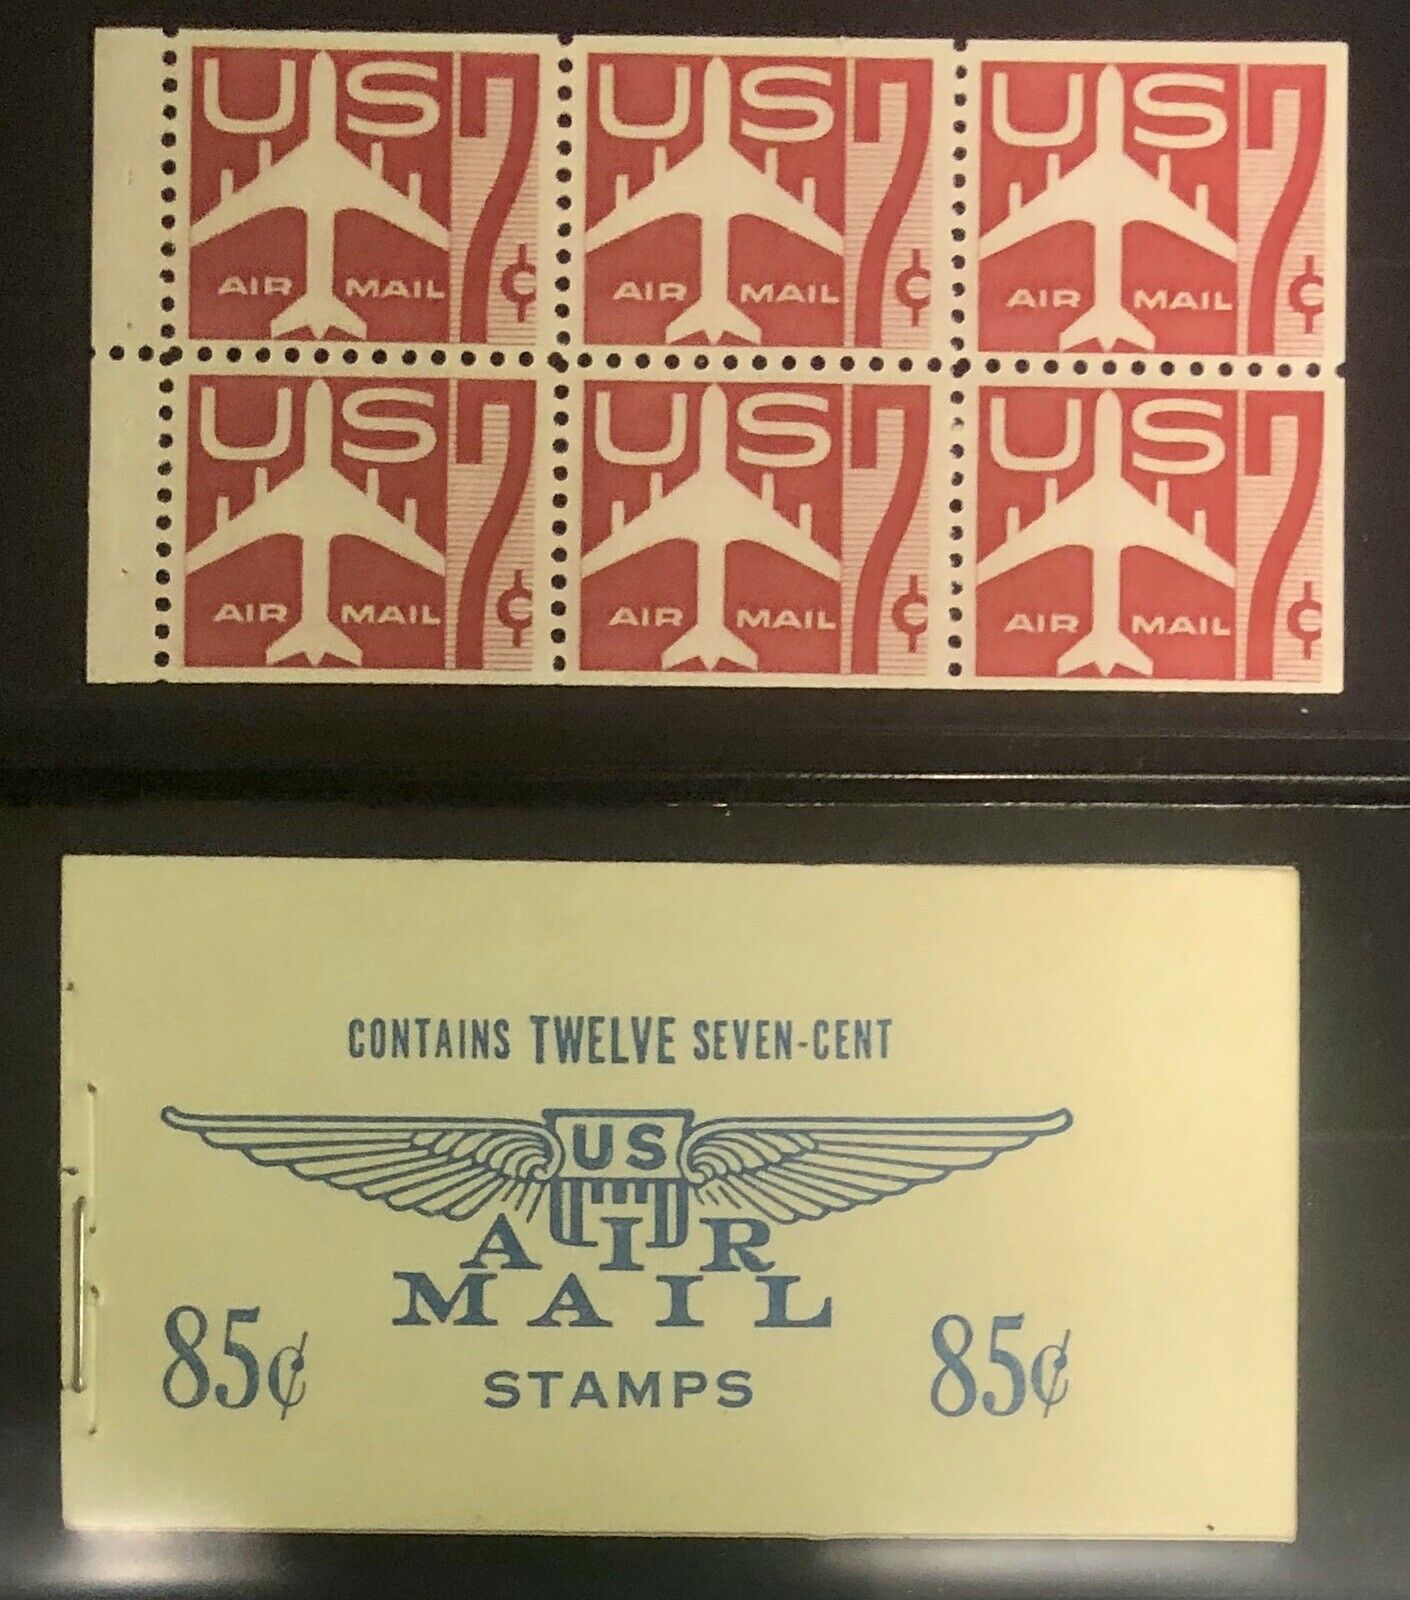 US 7¢ US 7¢ US 7¢
AIR MAIL AIR MAIL AIR MAIL
US 7¢ US 7¢ US 7¢
AIR MAIL AIR MAIL AIR MAIL
CONTAINS TWELVE SEVEN-CENT
US
AIR
MAIL
85¢ STAMPS 85¢